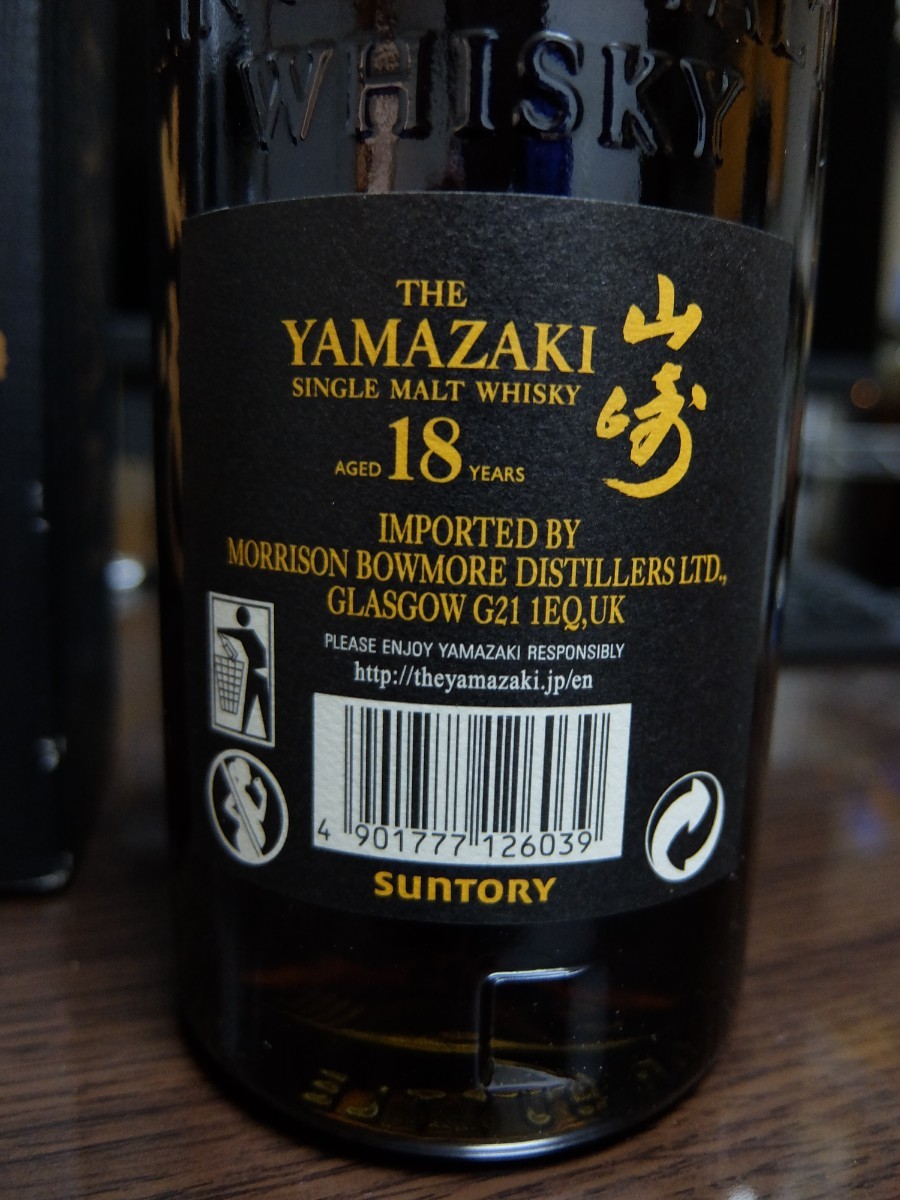 WHISKY
THE
YAMAZAKI
SINGLE MALT WHISKY
山崎
AGED 18 YEARS
IMPORTED BY
MORRISON BOWMORE DISTILLERS LTD.,
GLASGOW G21 1EQ,UK
PLEASE ENJOY YAMAZAKI RESPONSIBLY
http://theyamazaki.jp/en
4 901777 126039
SUNTORY